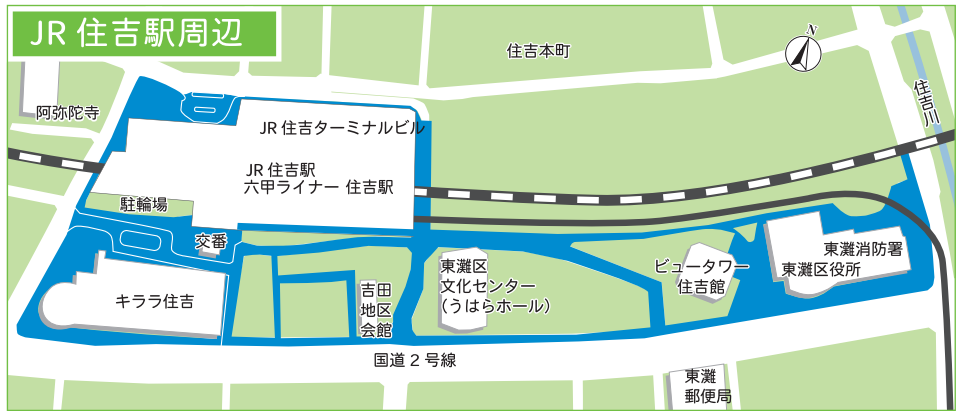 JR 住吉駅周辺
住吉本町
N
住吉川
阿弥陀寺
JR 住吉ターミナルビル
JR 住吉駅
六甲ライナー 住吉駅
駐輪場
交番
キララ住吉
吉田
地区
会館
東灘区
文化センター
(うはらホール)
ビュータワー
住吉館
東灘消防署
東灘区役所
国道 2 号線
東灘
郵便局